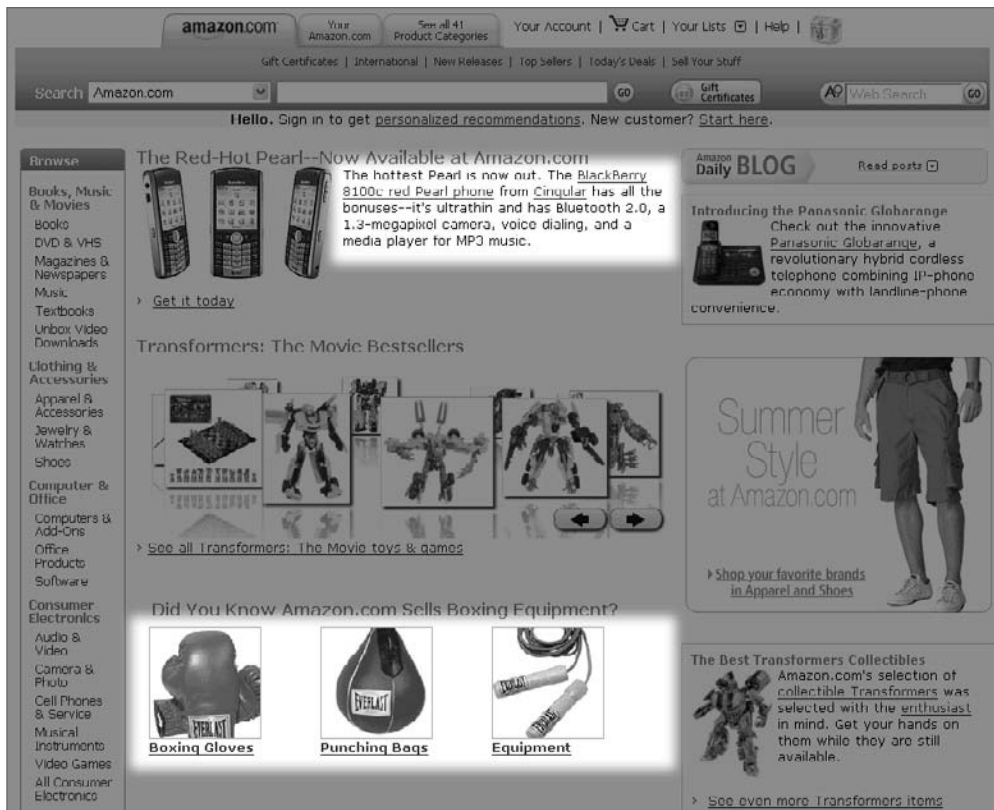 amazon.com
Your Amazon.com
See all 41 Product Categories
Your Account | Cart | Your Lists | Help |
Gift Certificates | International | New Releases | Top Sellers | Today's Deals | Sell Your Stuff
Search Amazon.com GO Gift Certificates A9 Web Search GO
Hello. Sign in to get personalized recommendations. New customer? Start here.
Browse
Books, Music
& Movies
Books
DVD & VHS
Magazines &
Newspapers
Music
Textbooks
Unbox Video
Downloads
Clothing &
Accessories
Apparel &
Accessories
Jewelry &
Watches
Shoes
Computer &
Office
Computers &
Add-Ons
Office
Products
Software
Consumer
Electronics
Audio &
Video
Camera &
Photo
Cell Phones
& Service
Musical
Instruments
Video Games
All Consumer
Electronics
The Red-Hot Pearl--Now Available at Amazon.com
The hottest Pearl is now out. The BlackBerry
8100c red Pearl phone from Cingular has all the
bonuses--it's ultrathin and has Bluetooth 2.0, a
1.3-megapixel camera, voice dialing, and a
media player for MP3 music.
› Get it today
Transformers: The Movie Bestsellers
› See all Transformers: The Movie toys & games
Did You Know Amazon.com Sells Boxing Equipment?
EVERLAST
EVERLAST
Boxing Gloves
Punching Bags
Equipment
Amazon Daily BLOG
Read posts
Introducing the Panasonic Globarange
Check out the innovative
Panasonic Globarange, a
revolutionary hybrid cordless
telephone combining IP-phone
economy with landline-phone
convenience.
Summer
Style
at Amazon.com
Shop your favorite brands
in Apparel and Shoes
The Best Transformers Collectibles
Amazon.com's selection of
collectible Transformers was
selected with the enthusiast
in mind. Get your hands on
them while they are still
available.
› See even more Transformers items